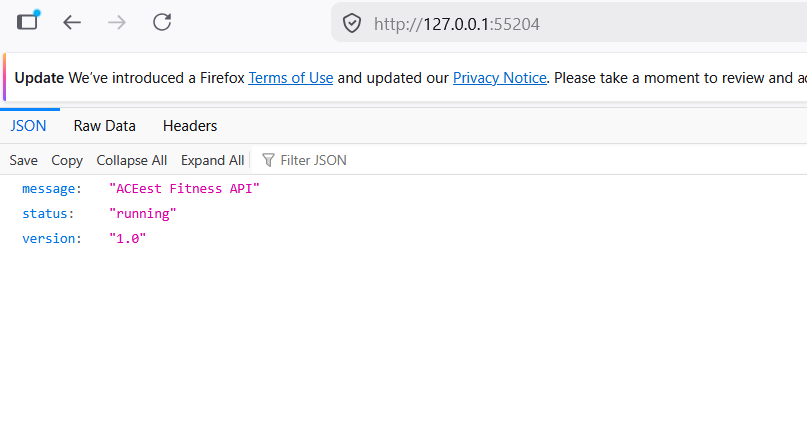 http://127.0.0.1:55204
Update We've introduced a Firefox Terms of Use and updated our Privacy Notice. Please take a moment to review and
JSON Raw Data Headers
Save Copy Collapse All Expand All Filter JSON
message: "ACEest Fitness API"
status: "running"
version: "1.0"